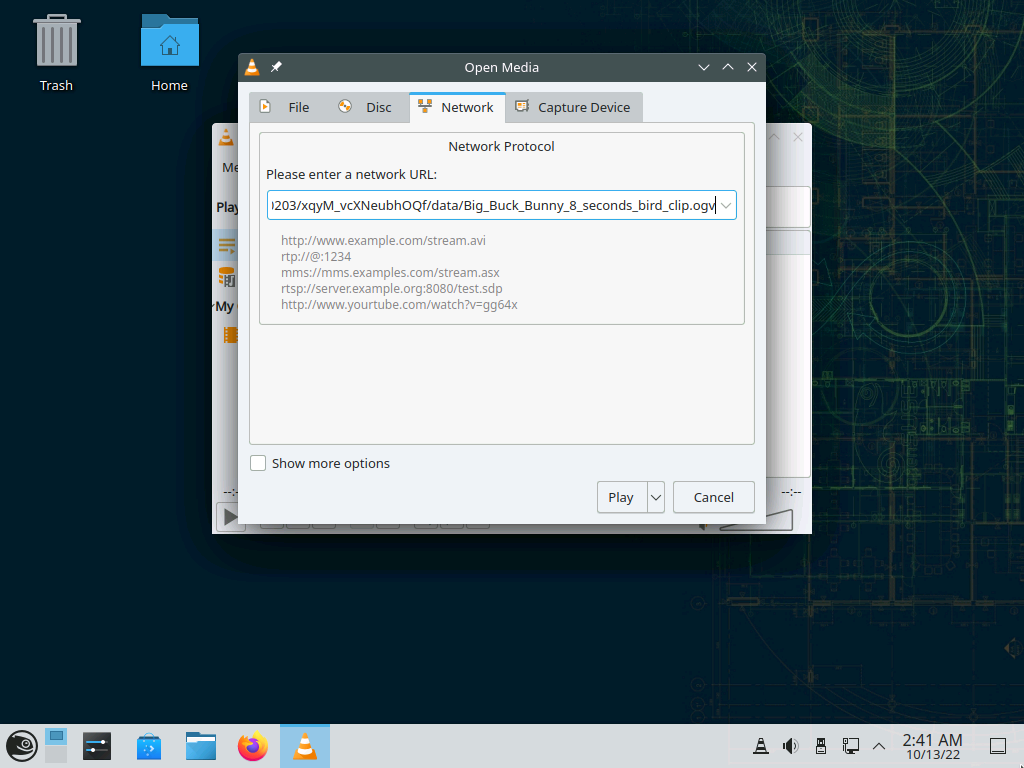 Trash
Home
Open Media
File
Disc
Network
Capture Device
Network Protocol
Please enter a network URL:
203/xqyM_vcXNeubhOQf/data/Big_Buck_Bunny_8_seconds_bird_clip.ogv
http://www.example.com/stream.avi
rtp://@:1234
mms://mms.examples.com/stream.asx
rtsp://server.example.org:8080/test.sdp
http://www.yourtube.com/watch?v=gg64x
Show more options
Play
Cancel
Me
Play
My
--:-
--:--
2:41 AM
10/13/22